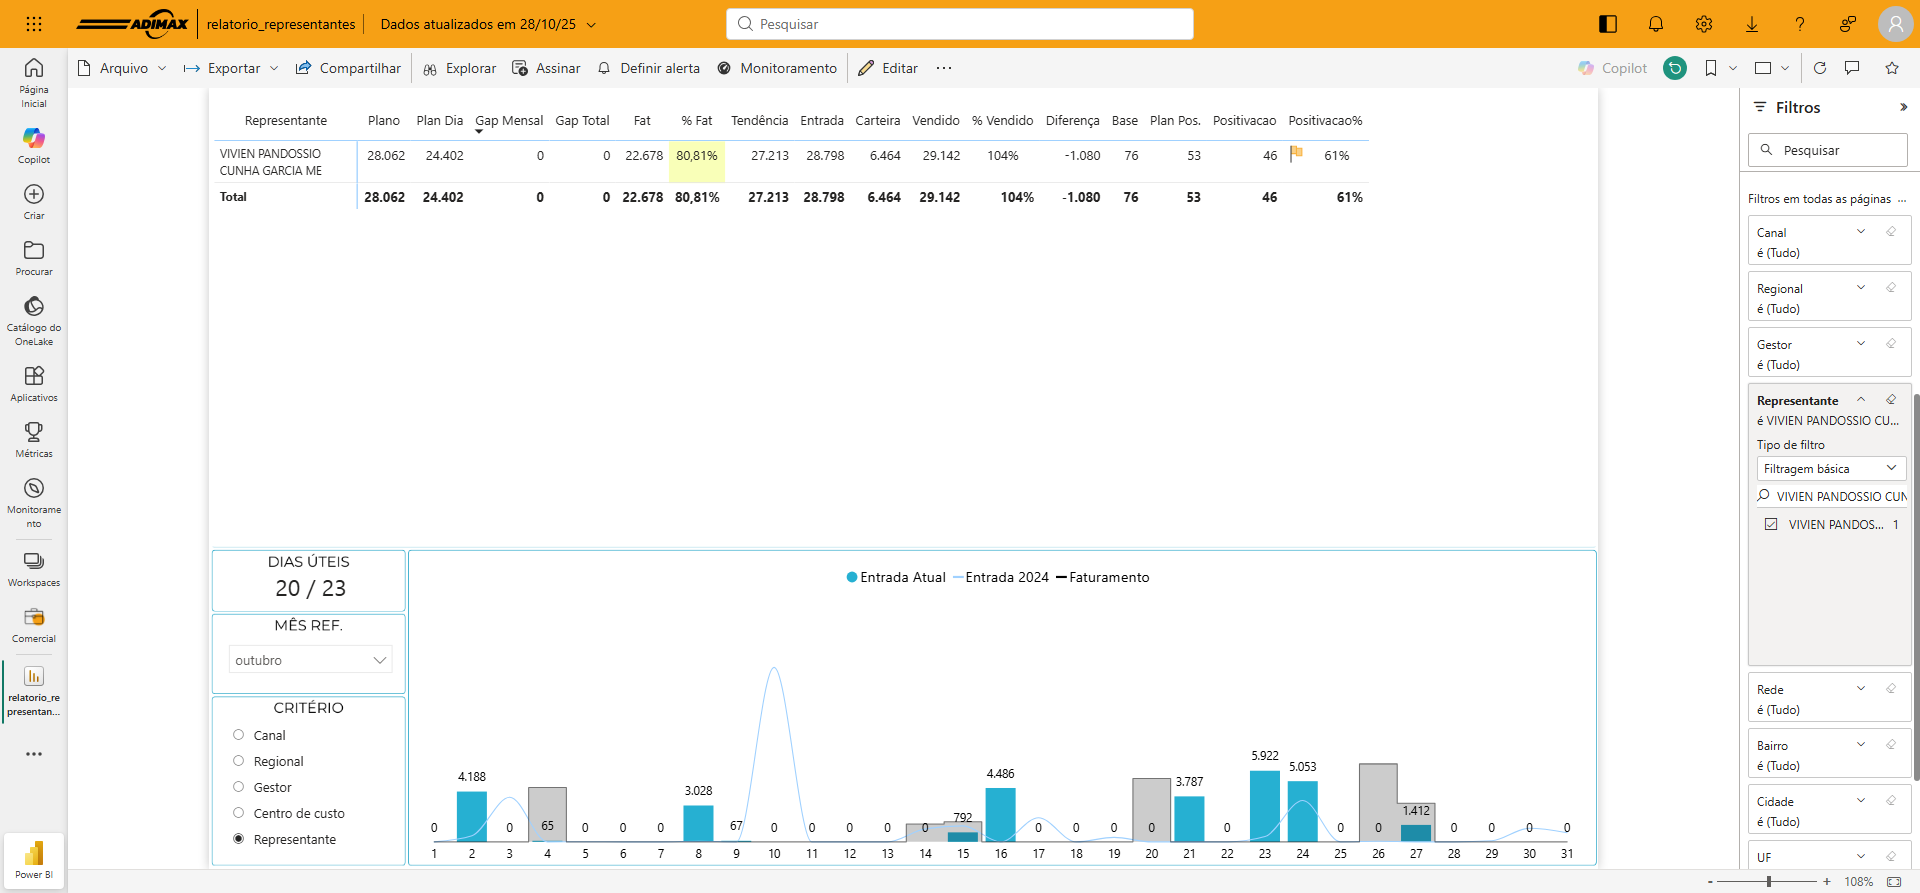 ADIMAX
relatorio_representantes
Dados atualizados em 28/10/25
Pesquisar
Arquivo
Exportar
Compartilhar
Explorar
Assinar
Definir alerta
Monitoramento
Editar
Copilot
Página
Inicial
Copilot
Criar
Procurar
Catálogo do
OneLake
Aplicativos
Métricas
Monitorame
nto
Workspaces
Comercial
relatorio_re
presentan...
Power BI
Representante Plano Plan Dia Gap Mensal Gap Total Fat % Fat Tendência Entrada Carteira Vendido % Vendido Diferença Base Plan Pos. Positivacao Positivacao%
VIVIEN PANDOSSIO
CUNHA GARCIA ME
28.062 24.402 0 0 22.678 80,81% 27.213 28.798 6.464 29.142 104% -1.080 76 53 46 61%
Total 28.062 24.402 0 0 22.678 80,81% 27.213 28.798 6.464 29.142 104% -1.080 76 53 46 61%
DIAS ÚTEIS
20 / 23
MÊS REF.
outubro
CRITÉRIO
Canal
Regional
Gestor
Centro de custo
Representante
Entrada Atual Entrada 2024 Faturamento
0 4.188 0 65 0 0 0 3.028 67 0 0 0 0 0 792 4.486 0 0 0 0 3.787 0 5.922 5.053 0 0 1.412 0 0 0 0
1 2 3 4 5 6 7 8 9 10 11 12 13 14 15 16 17 18 19 20 21 22 23 24 25 26 27 28 29 30 31
Filtros
Pesquisar
Filtros em todas as páginas ...
Canal
é (Tudo)
Regional
é (Tudo)
Gestor
é (Tudo)
Representante
é VIVIEN PANDOSSIO CU...
Tipo de filtro
Filtragem básica
VIVIEN PANDOSSIO CUN
VIVIEN PANDOS... 1
Rede
é (Tudo)
Bairro
é (Tudo)
Cidade
é (Tudo)
UF
- + 108%